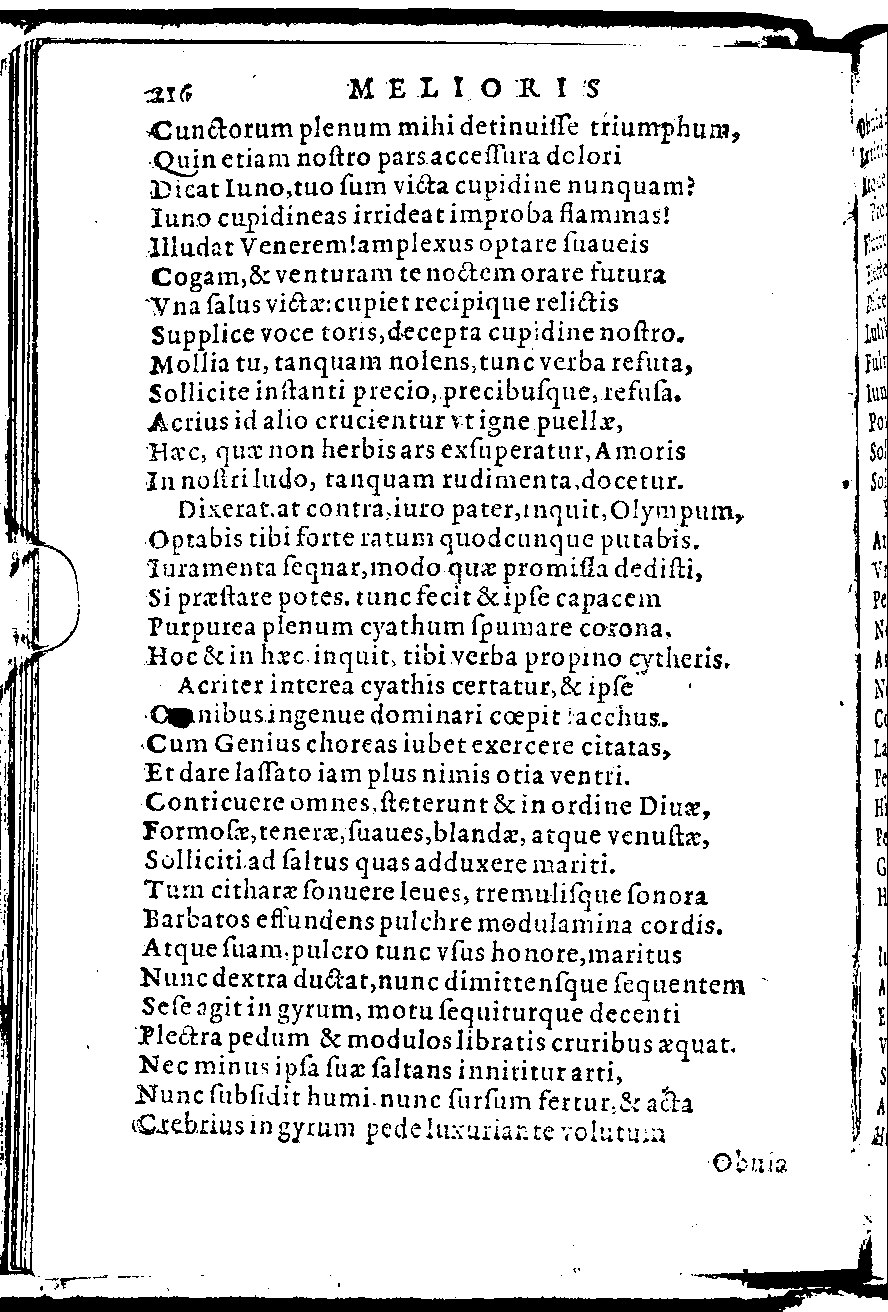 216 MELIORIS
Cunctorum plenum mihi detinuiſſe triumphum,
Quin etiam noſtro pars acceſſura dolori
Dicat Iuno, tuo ſum victa cupidine nunquam?
Iuno cupidineas irrideat improba flammas!
Illudat Venerem! amplexus optare ſuaueis
Cogam, & venturam te noctem orare futura
Vna ſalus victæ: cupiet recipique relictis
Supplice voce toris, decepta cupidine noſtro.
Mollia tu, tanquam nolens, tunc verba refuta,
Sollicite inſtanti precio, precibuſque, refuſa.
Acrius id alio crucientur vt igne puellæ,
Hæc, quæ non herbis ars exſuperatur, Amoris
In noſtri ludo, tanquam rudimenta, docetur.
Dixerat. at contra, iuro pater, inquit, Olympum,
Optabis tibi forte ratum quodcunque putabis.
Iuramenta ſequar, modo quæ promiſſa dediſti,
Si præſtare potes. tunc fecit & ipſe capacem
Purpurea plenum cyathum ſpumare corona.
Hoc & in hæc inquit, tibi verba propino cytheris.
Acriter interea cyathis certatur, & ipſe
Omnibus ingenue dominari cœpit Iacchus.
Cum Genius choreas iubet exercere citatas,
Et dare laſſato iam plus nimis otia ventri.
Conticuere omnes, ſteterunt & in ordine Diuæ,
Formoſæ, teneræ, ſuaues, blandæ, atque venuſtæ,
Solliciti ad ſaltus quas adduxere mariti.
Tum citharæ ſonuere leues, tremuliſque ſonora
Barbatos effundens pulchre modulamina cordis.
Atque ſuam pulcro tunc vſus honore, maritus
Nunc dextra ductat, nunc dimittenſque ſequentem
Seſe agit in gyrum, motu ſequiturque decenti
Plectra pedum & modulos libratis cruribus æquat.
Nec minus ipſa ſuæ ſaltans innititur arti,
Nunc ſubſidit humi. nunc ſurſum fertur, & acta
Crebrius in gyrum pede luxuriante volutum
Obuia